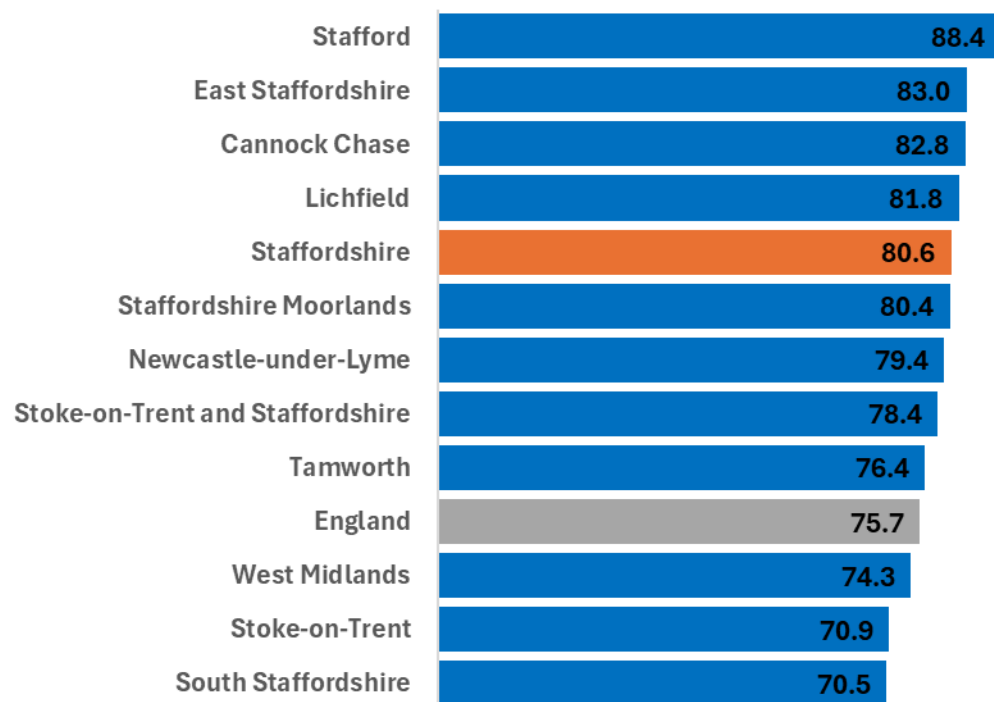 Stafford 88.4
East Staffordshire 83.0
Cannock Chase 82.8
Lichfield 81.8
Staffordshire 80.6
Staffordshire Moorlands 80.4
Newcastle-under-Lyme 79.4
Stoke-on-Trent and Staffordshire 78.4
Tamworth 76.4
England 75.7
West Midlands 74.3
Stoke-on-Trent 70.9
South Staffordshire 70.5